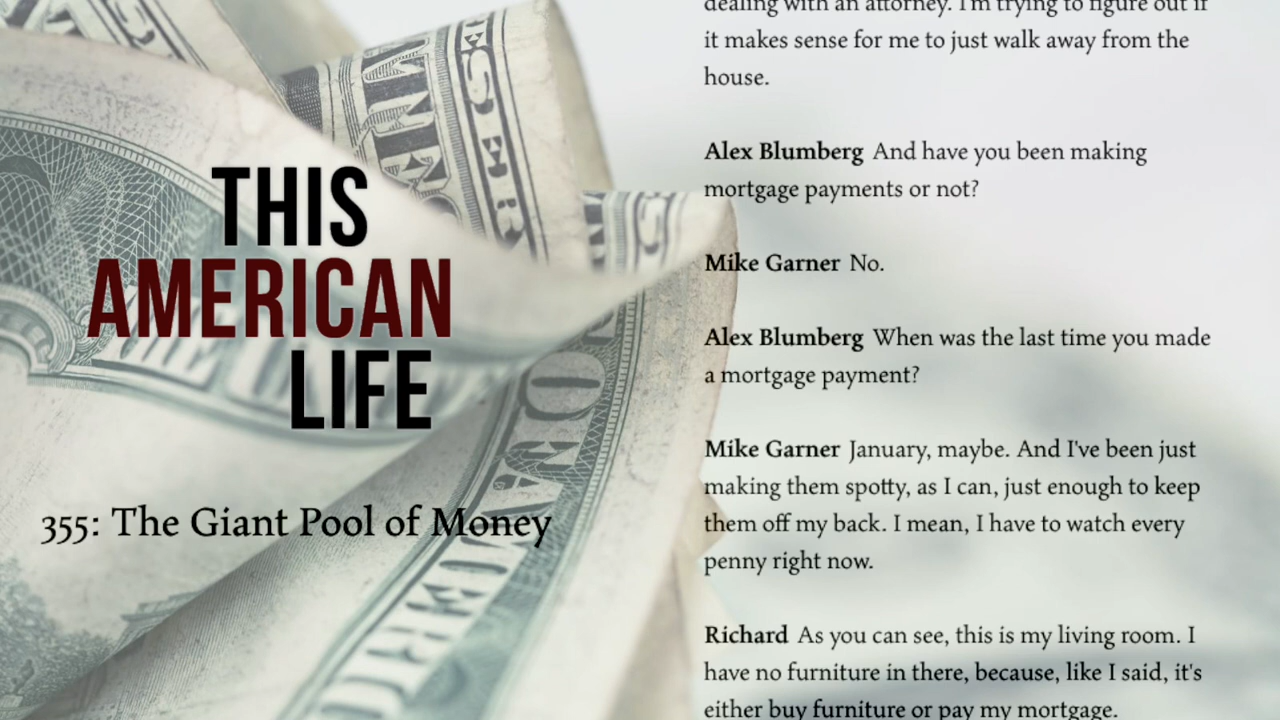 THIS
AMERICAN
LIFE
355: The Giant Pool of Money
dealing with an attorney. I'm trying to figure out if
it makes sense for me to just walk away from the
house.
Alex Blumberg And have you been making
mortgage payments or not?
Mike Garner No.
Alex Blumberg When was the last time you made
a mortgage payment?
Mike Garner January, maybe. And I've been just
making them spotty, as I can, just enough to keep
them off my back. I mean, I have to watch every
penny right now.
Richard As you can see, this is my living room. I
have no furniture in there, because, like I said, it's
either buy furniture or pay my mortgage.